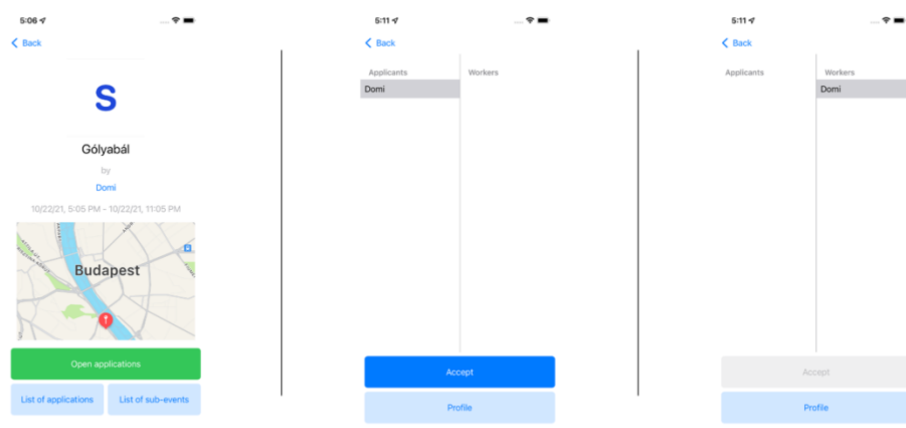 5:06
Back
S
Gólyabál
by
Domi
10/22/21, 5:05 PM – 10/22/21, 11:05 PM
Budapest
Open applications
List of applications
List of sub-events
5:11
Back
Applicants
Workers
Domi
Accept
Profile
5:11
Back
Applicants
Workers
Domi
Accept
Profile